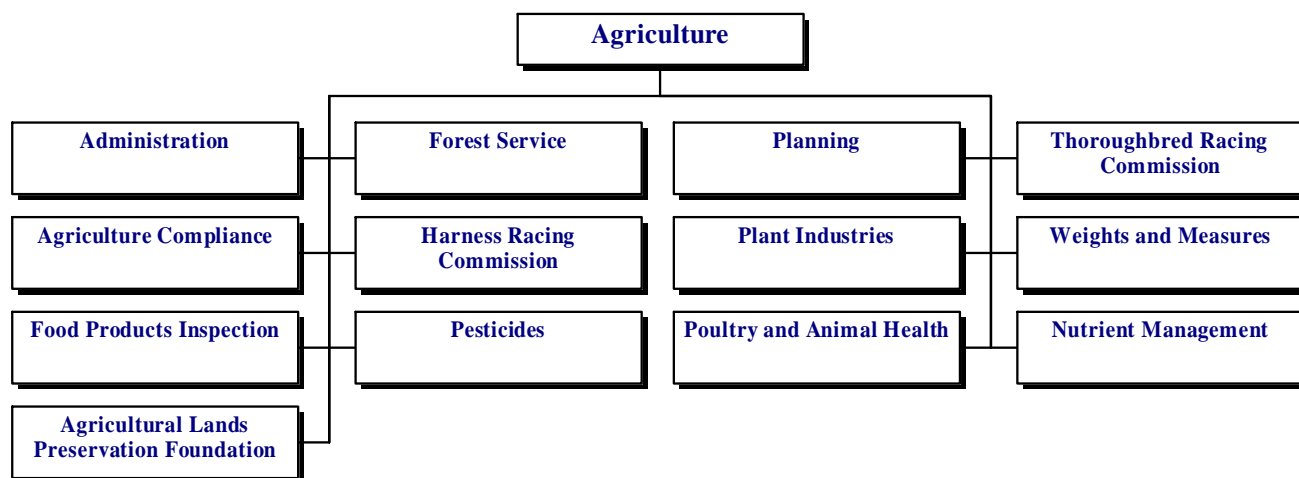 Agriculture
Administration
Forest Service
Planning
Thoroughbred Racing
Commission
Agriculture Compliance
Harness Racing
Commission
Plant Industries
Weights and Measures
Food Products Inspection
Pesticides
Poultry and Animal Health
Nutrient Management
Agricultural Lands
Preservation Foundation